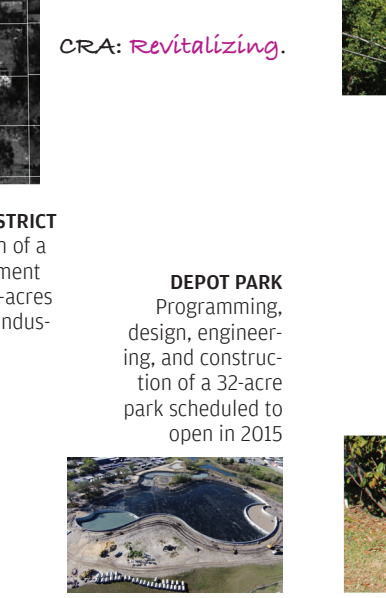 CRA: Revitalizing.
STRICT
n of a
ment
-acres
ndus-
DEPOT PARK
Programming,
design, engineer-
ing, and construc-
tion of a 32-acre
park scheduled to
open in 2015